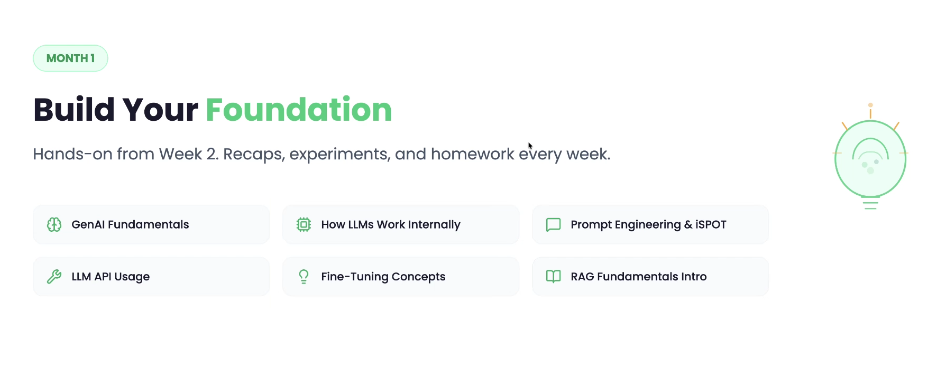 MONTH 1
Build Your Foundation
Hands-on from Week 2. Recaps, experiments, and homework every week.
GenAI Fundamentals
How LLMs Work Internally
Prompt Engineering & iSPOT
LLM API Usage
Fine-Tuning Concepts
RAG Fundamentals Intro